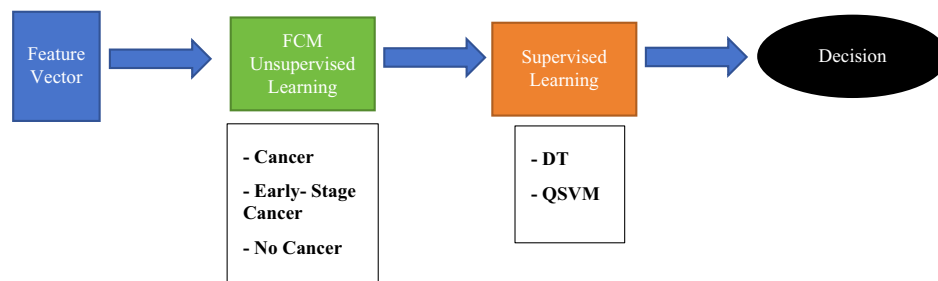 Feature
Vector
FCM
Unsupervised
Learning
Supervised
Learning
Decision
- Cancer
- Early- Stage
Cancer
- No Cancer
- DT
- QSVM